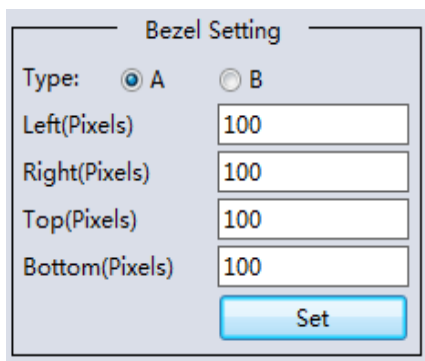 Bezel Setting
Type: A B
Left(Pixels) 100
Right(Pixels) 100
Top(Pixels) 100
Bottom(Pixels) 100
Set